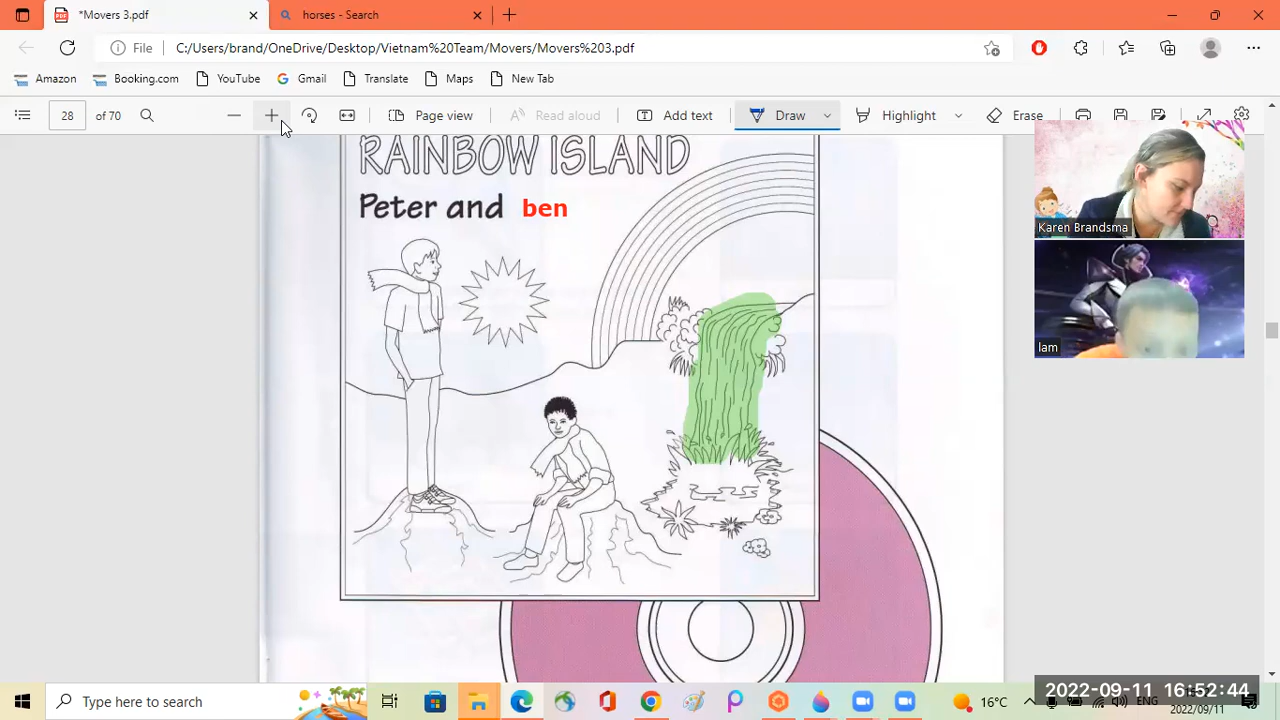 *Movers 3.pdf
horses - Search
File C:/Users/brand/OneDrive/Desktop/Vietnam%20Team/Movers/Movers%203.pdf
Amazon Booking.com YouTube Gmail Translate Maps New Tab
28 of 70 Page view Read aloud Add text Draw Highlight Erase
RAINBOW ISLAND
Peter and ben
Karen Brandsma
lam
Type here to search
16°C
ENG
2022-09-11 16:52:44
2022/09/11